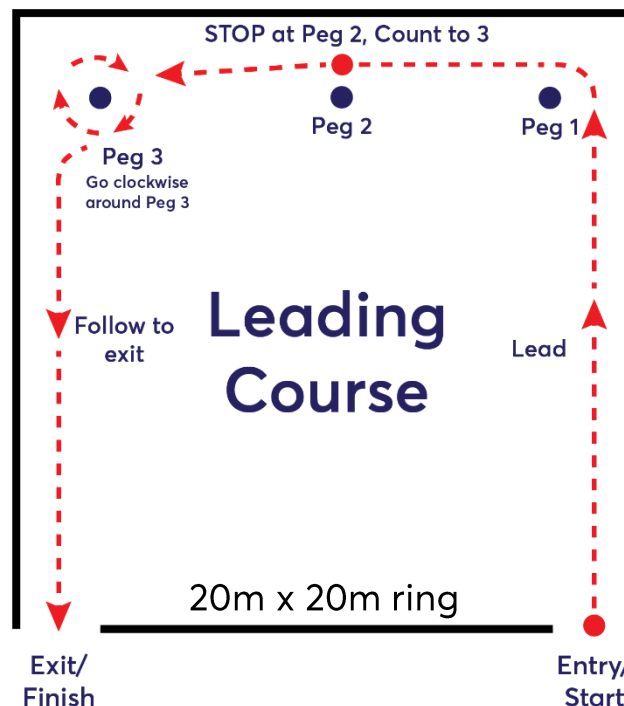 STOP at Peg 2, Count to 3
Peg 2
Peg 1
Peg 3
Go clockwise
around Peg 3
Leading
Course
Follow to
exit
Lead
20m x 20m ring
Exit/
Finish
Entry/
Start